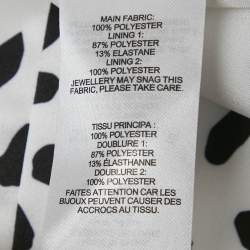 MAIN FABRIC:
100% POLYESTER
LINING 1:
87% POLYESTER
13% ELASTANE
LINING 2:
100% POLYESTER
JEWELLERY MAY SNAG THIS
FABRIC, PLEASE TAKE CARE.
TISSU PRINCIPA :
100% POLYESTER
DOUBLURE 1:
87% POLYESTER
13% ÉLASTHANNE
DOUBLURE 2:
100% POLYESTER
FAITES ATTENTION CAR LES
BIJOUX PEUVENT CAUSER DES
ACCROCS AU TISSU.